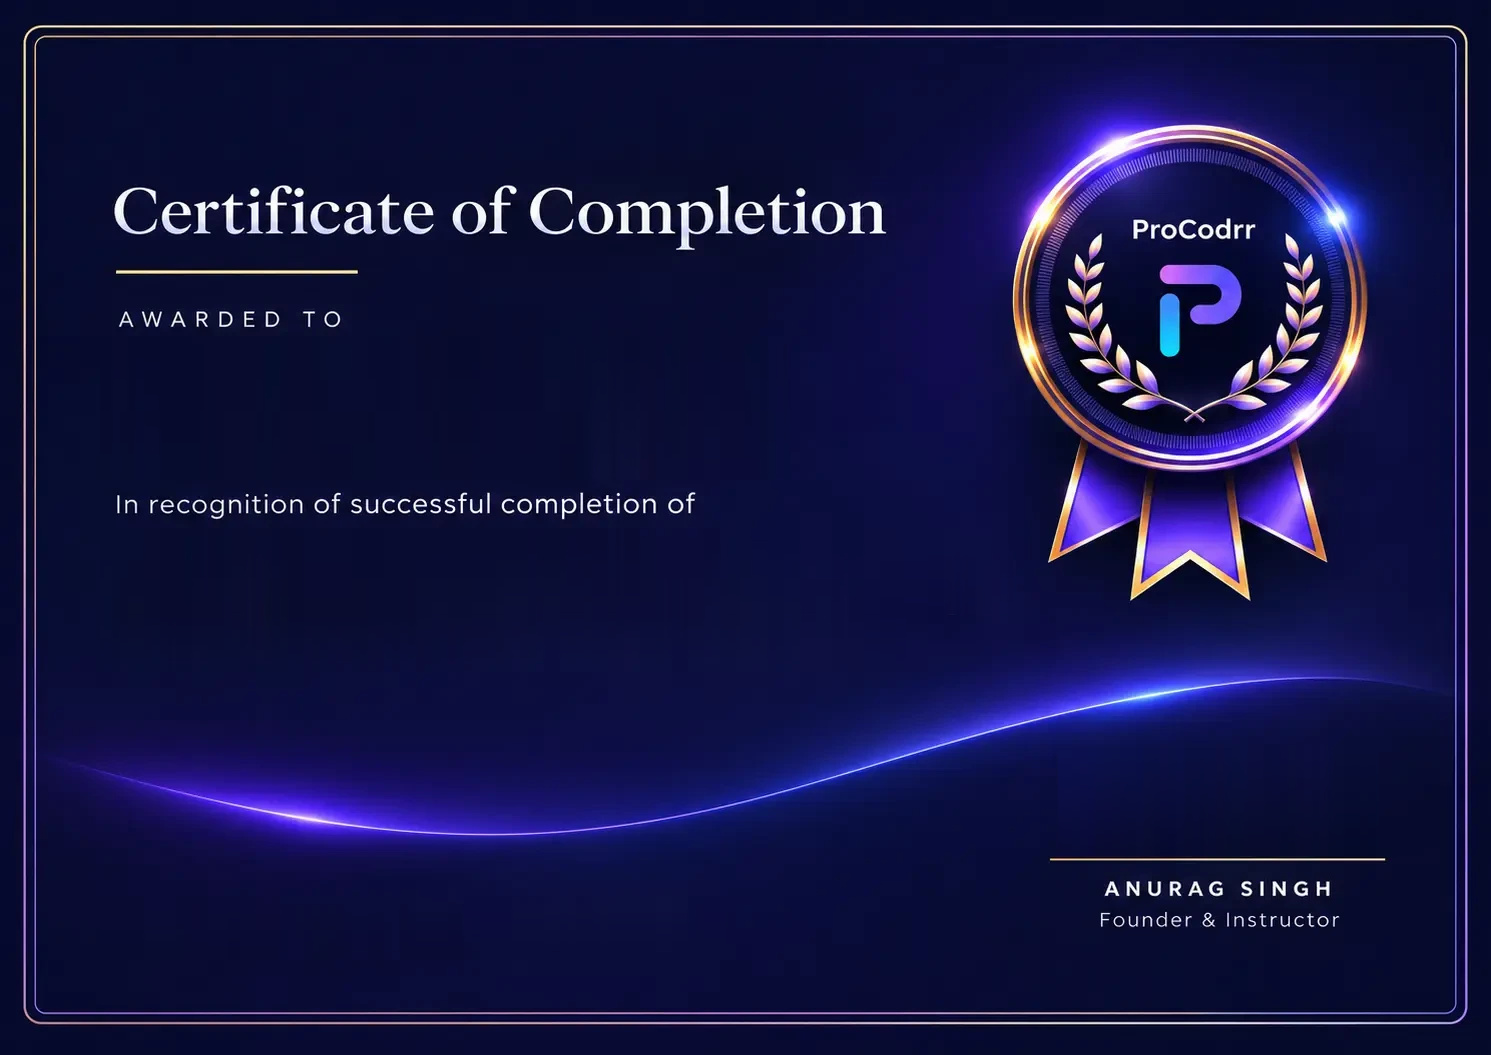 Certificate of Completion
AWARDED TO
ProCodrr
In recognition of successful completion of
ANURAG SINGH
Founder & Instructor